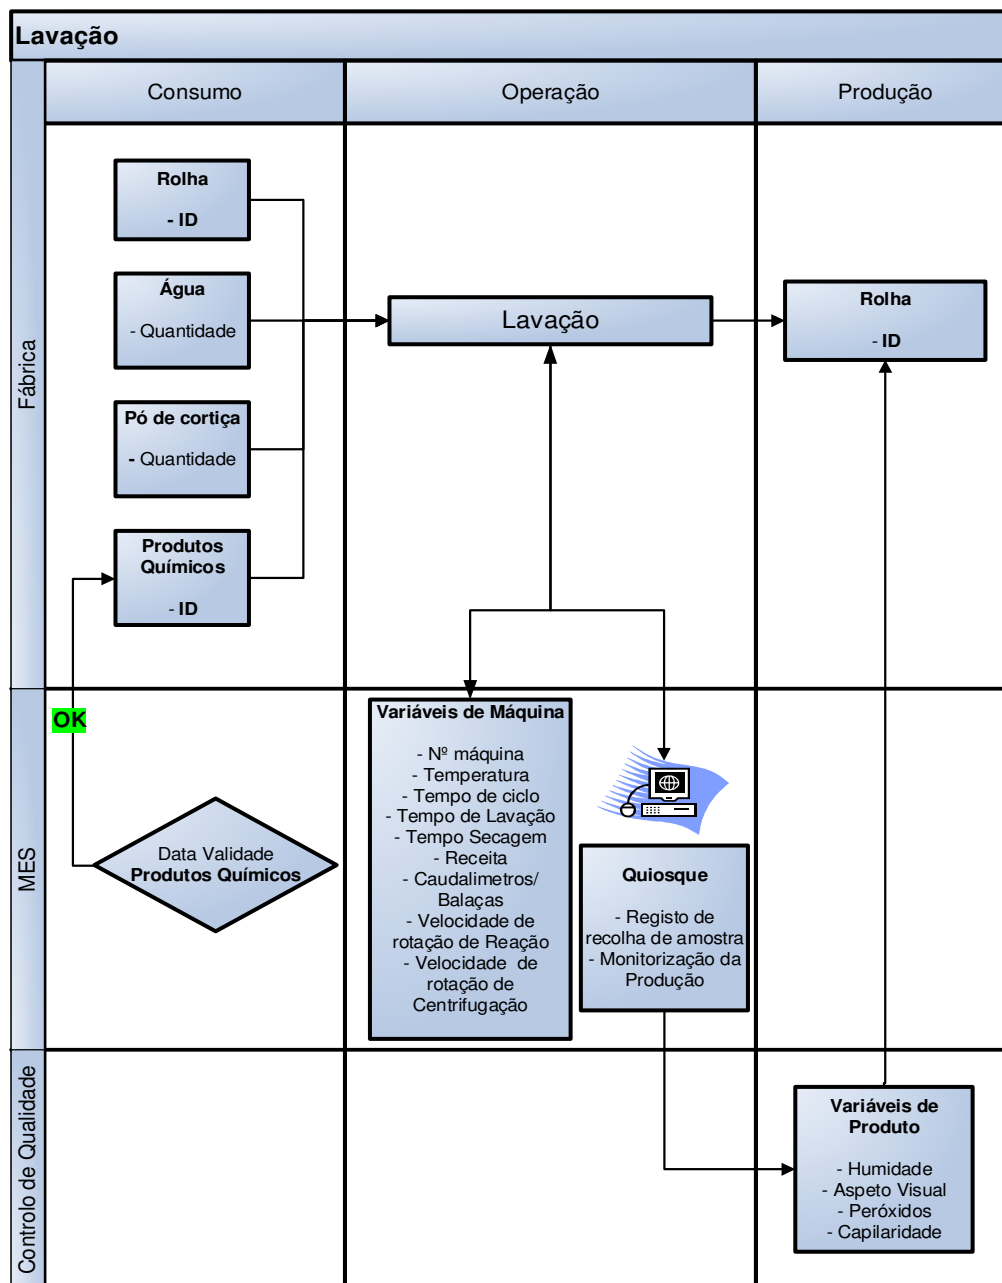 Lavação
Consumo
Operação
Produção
Fábrica
Rolha
- ID
Água
- Quantidade
Pó de cortiça
- Quantidade
Produtos
Químicos
- ID
Lavação
Rolha
- ID
MES
OK
Data Validade
Produtos Químicos
Variáveis de Máquina
- Nº máquina
- Temperatura
- Tempo de ciclo
- Tempo de Lavação
- Tempo Secagem
- Receita
- Caudalimetros/
Balaças
- Velocidade de
rotação de Reação
- Velocidade de
rotação de
Centrifugação
Quiosque
- Registo de
recolha de amostra
- Monitorização da
Produção
Controlo de Qualidade
Variáveis de
Produto
- Humidade
- Aspeto Visual
- Peróxidos
- Capilaridade